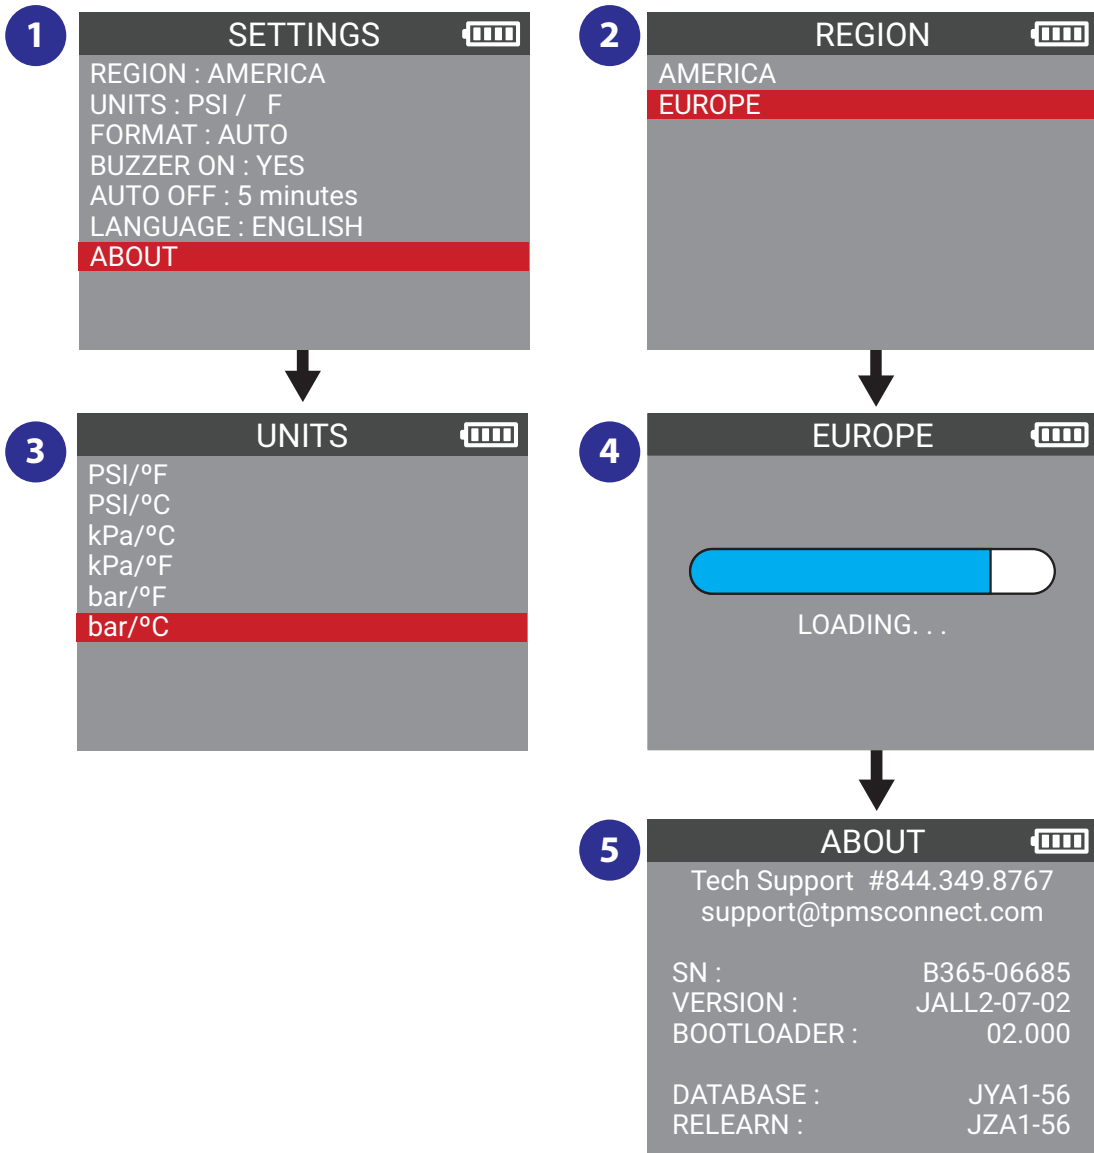 1
SETTINGS
REGION : AMERICA
UNITS : PSI / F
FORMAT : AUTO
BUZZER ON : YES
AUTO OFF : 5 minutes
LANGUAGE : ENGLISH
ABOUT
2
REGION
AMERICA
EUROPE
3
UNITS
PSI/ºF
PSI/ºC
kPa/ºC
kPa/ºF
bar/ºF
bar/ºC
4
EUROPE
LOADING. . .
5
ABOUT
Tech Support #844.349.8767
support@tpmsconnect.com
SN : B365-06685
VERSION : JALL2-07-02
BOOTLOADER : 02.000
DATABASE : JYA1-56
RELEARN : JZA1-56